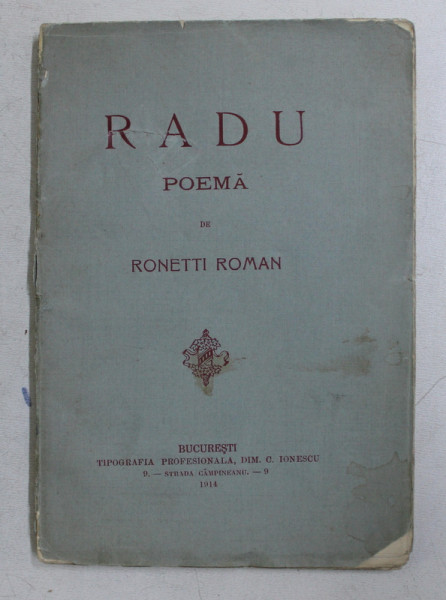 RADU
POEMĂ
DE
RONETTI ROMAN
BUCUREȘTI
TIPOGRAFIA PROFESIONALA, DIM. C. IONESCU
9. — STRADA CÂMPINEANU. — 9
1914